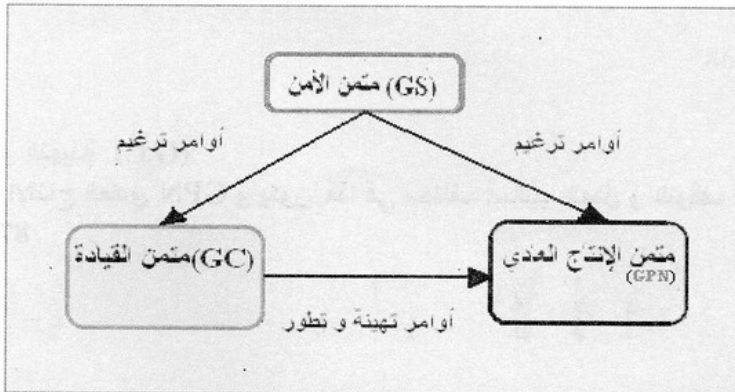 متمن الأمن (GS)
أوامر ترغيم
أوامر ترغيم
متمن القيادة (GC)
متمن الإنتاج العادي
(GPN)
أوامر تهيئة و تطور